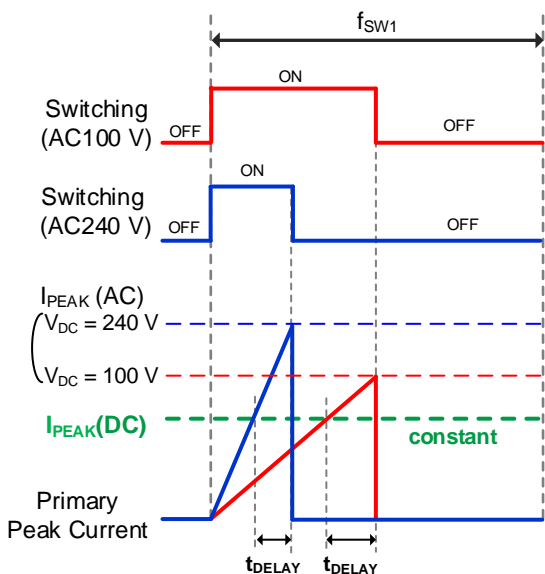 fSW1
ON
Switching
(AC100 V)
OFF
OFF
ON
Switching
(AC240 V)
OFF
OFF
IPEAK (AC)
VDC = 240 V
VDC = 100 V
IPEAK(DC)
constant
Primary
Peak Current
tDELAY
tDELAY